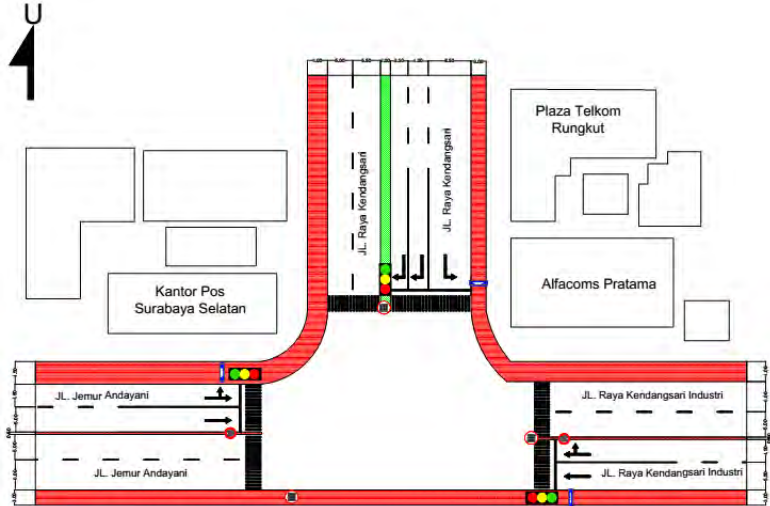 U
Plaza Telkom
Rungkut
JL. Raya Kendangsari
JL. Raya Kendangsari
Kantor Pos
Surabaya Selatan
Alfacoms Pratama
JL. Jemur Andayani
JL. Raya Kendangsari Industri
JL. Jemur Andayani
JL. Raya Kendangsari Industri